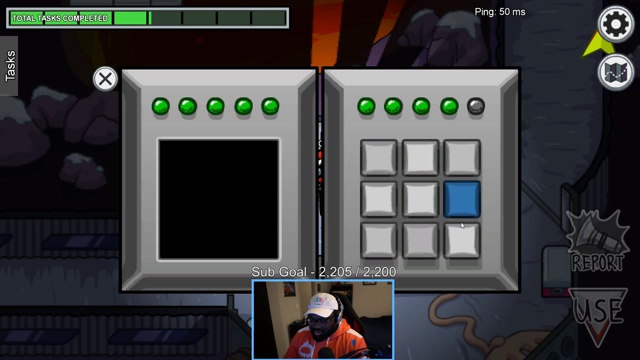 TOTAL TASKS COMPLETED
Ping: 50 ms
Tasks
REPORT
Sub Goal - 2,205 / 2,200
USE